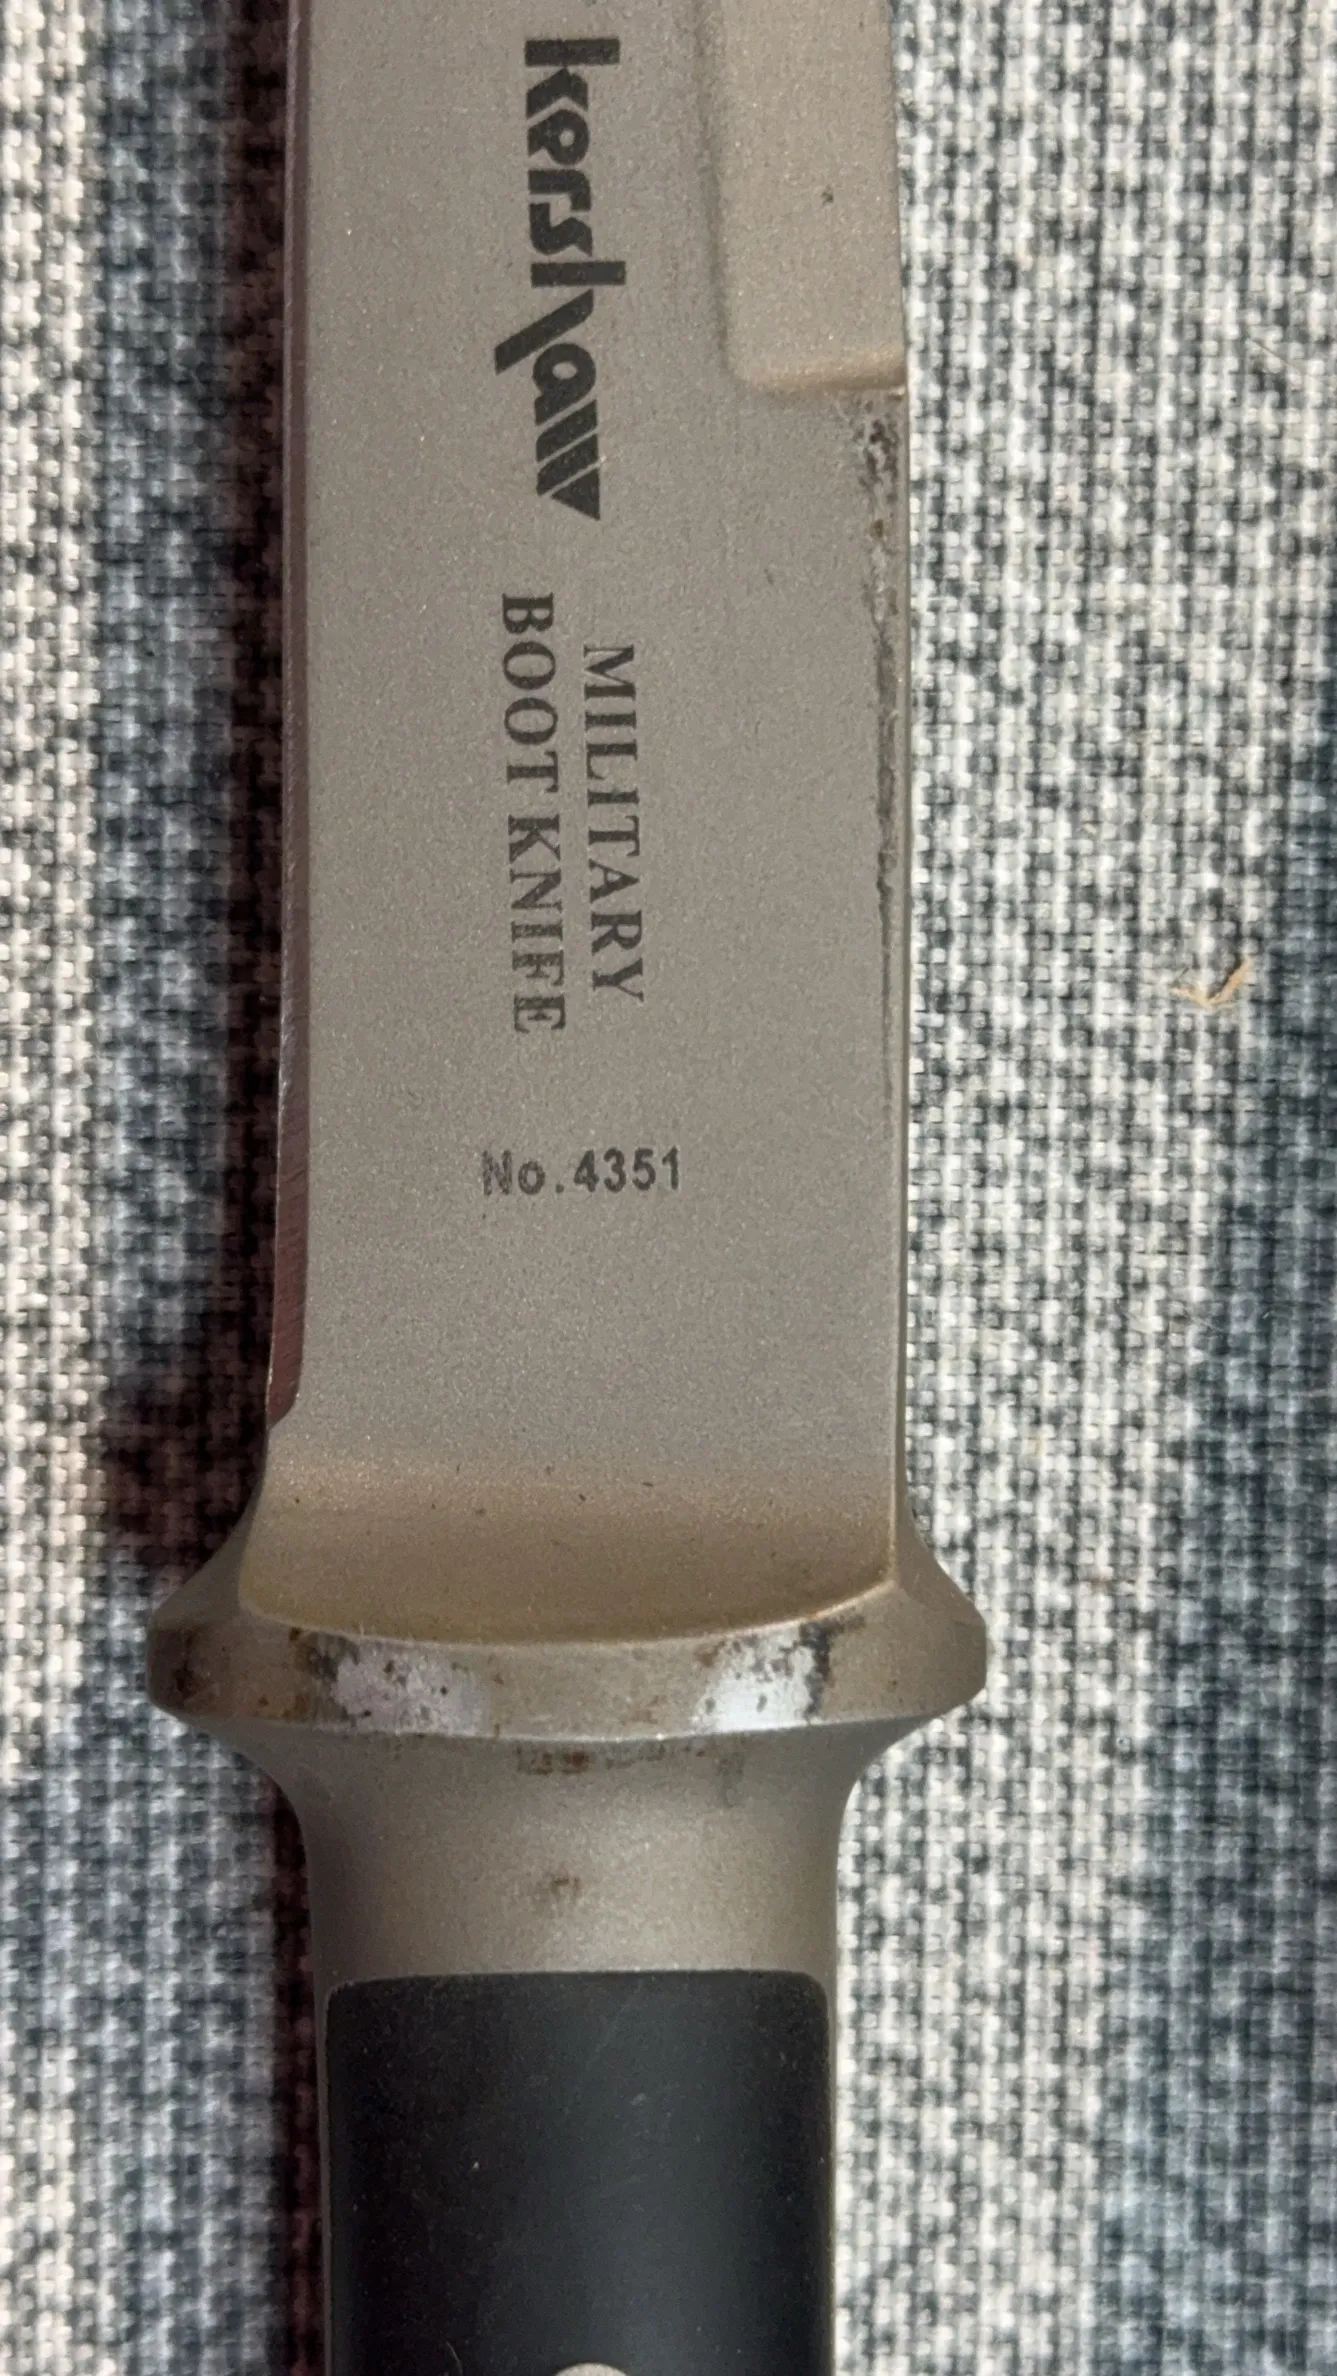 kershaw
MILITARY
BOOT KNIFE
No.4351